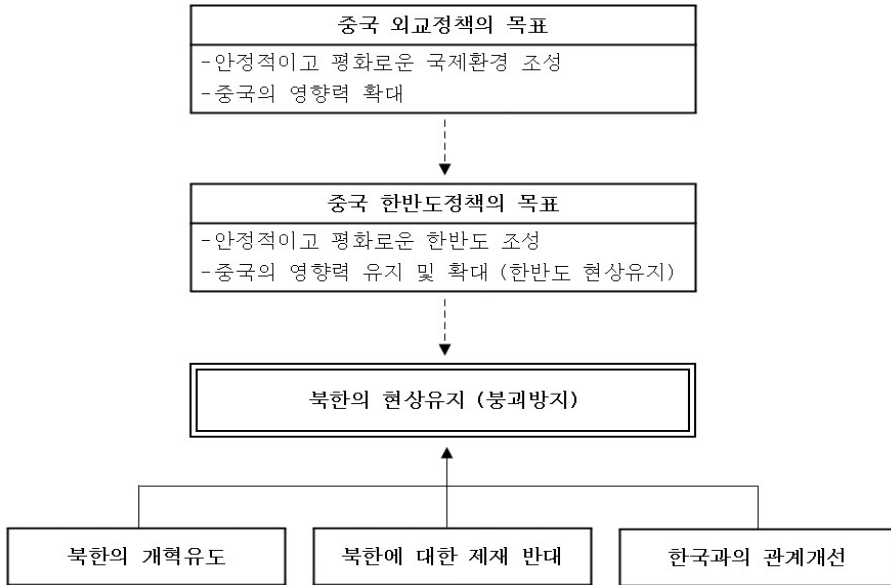 중국 외교정책의 목표
-안정적이고 평화로운 국제환경 조성
-중국의 영향력 확대
중국 한반도정책의 목표
-안정적이고 평화로운 한반도 조성
-중국의 영향력 유지 및 확대 (한반도 현상유지)
북한의 현상유지 (붕괴방지)
북한의 개혁유도
북한에 대한 제재 반대
한국과의 관계개선